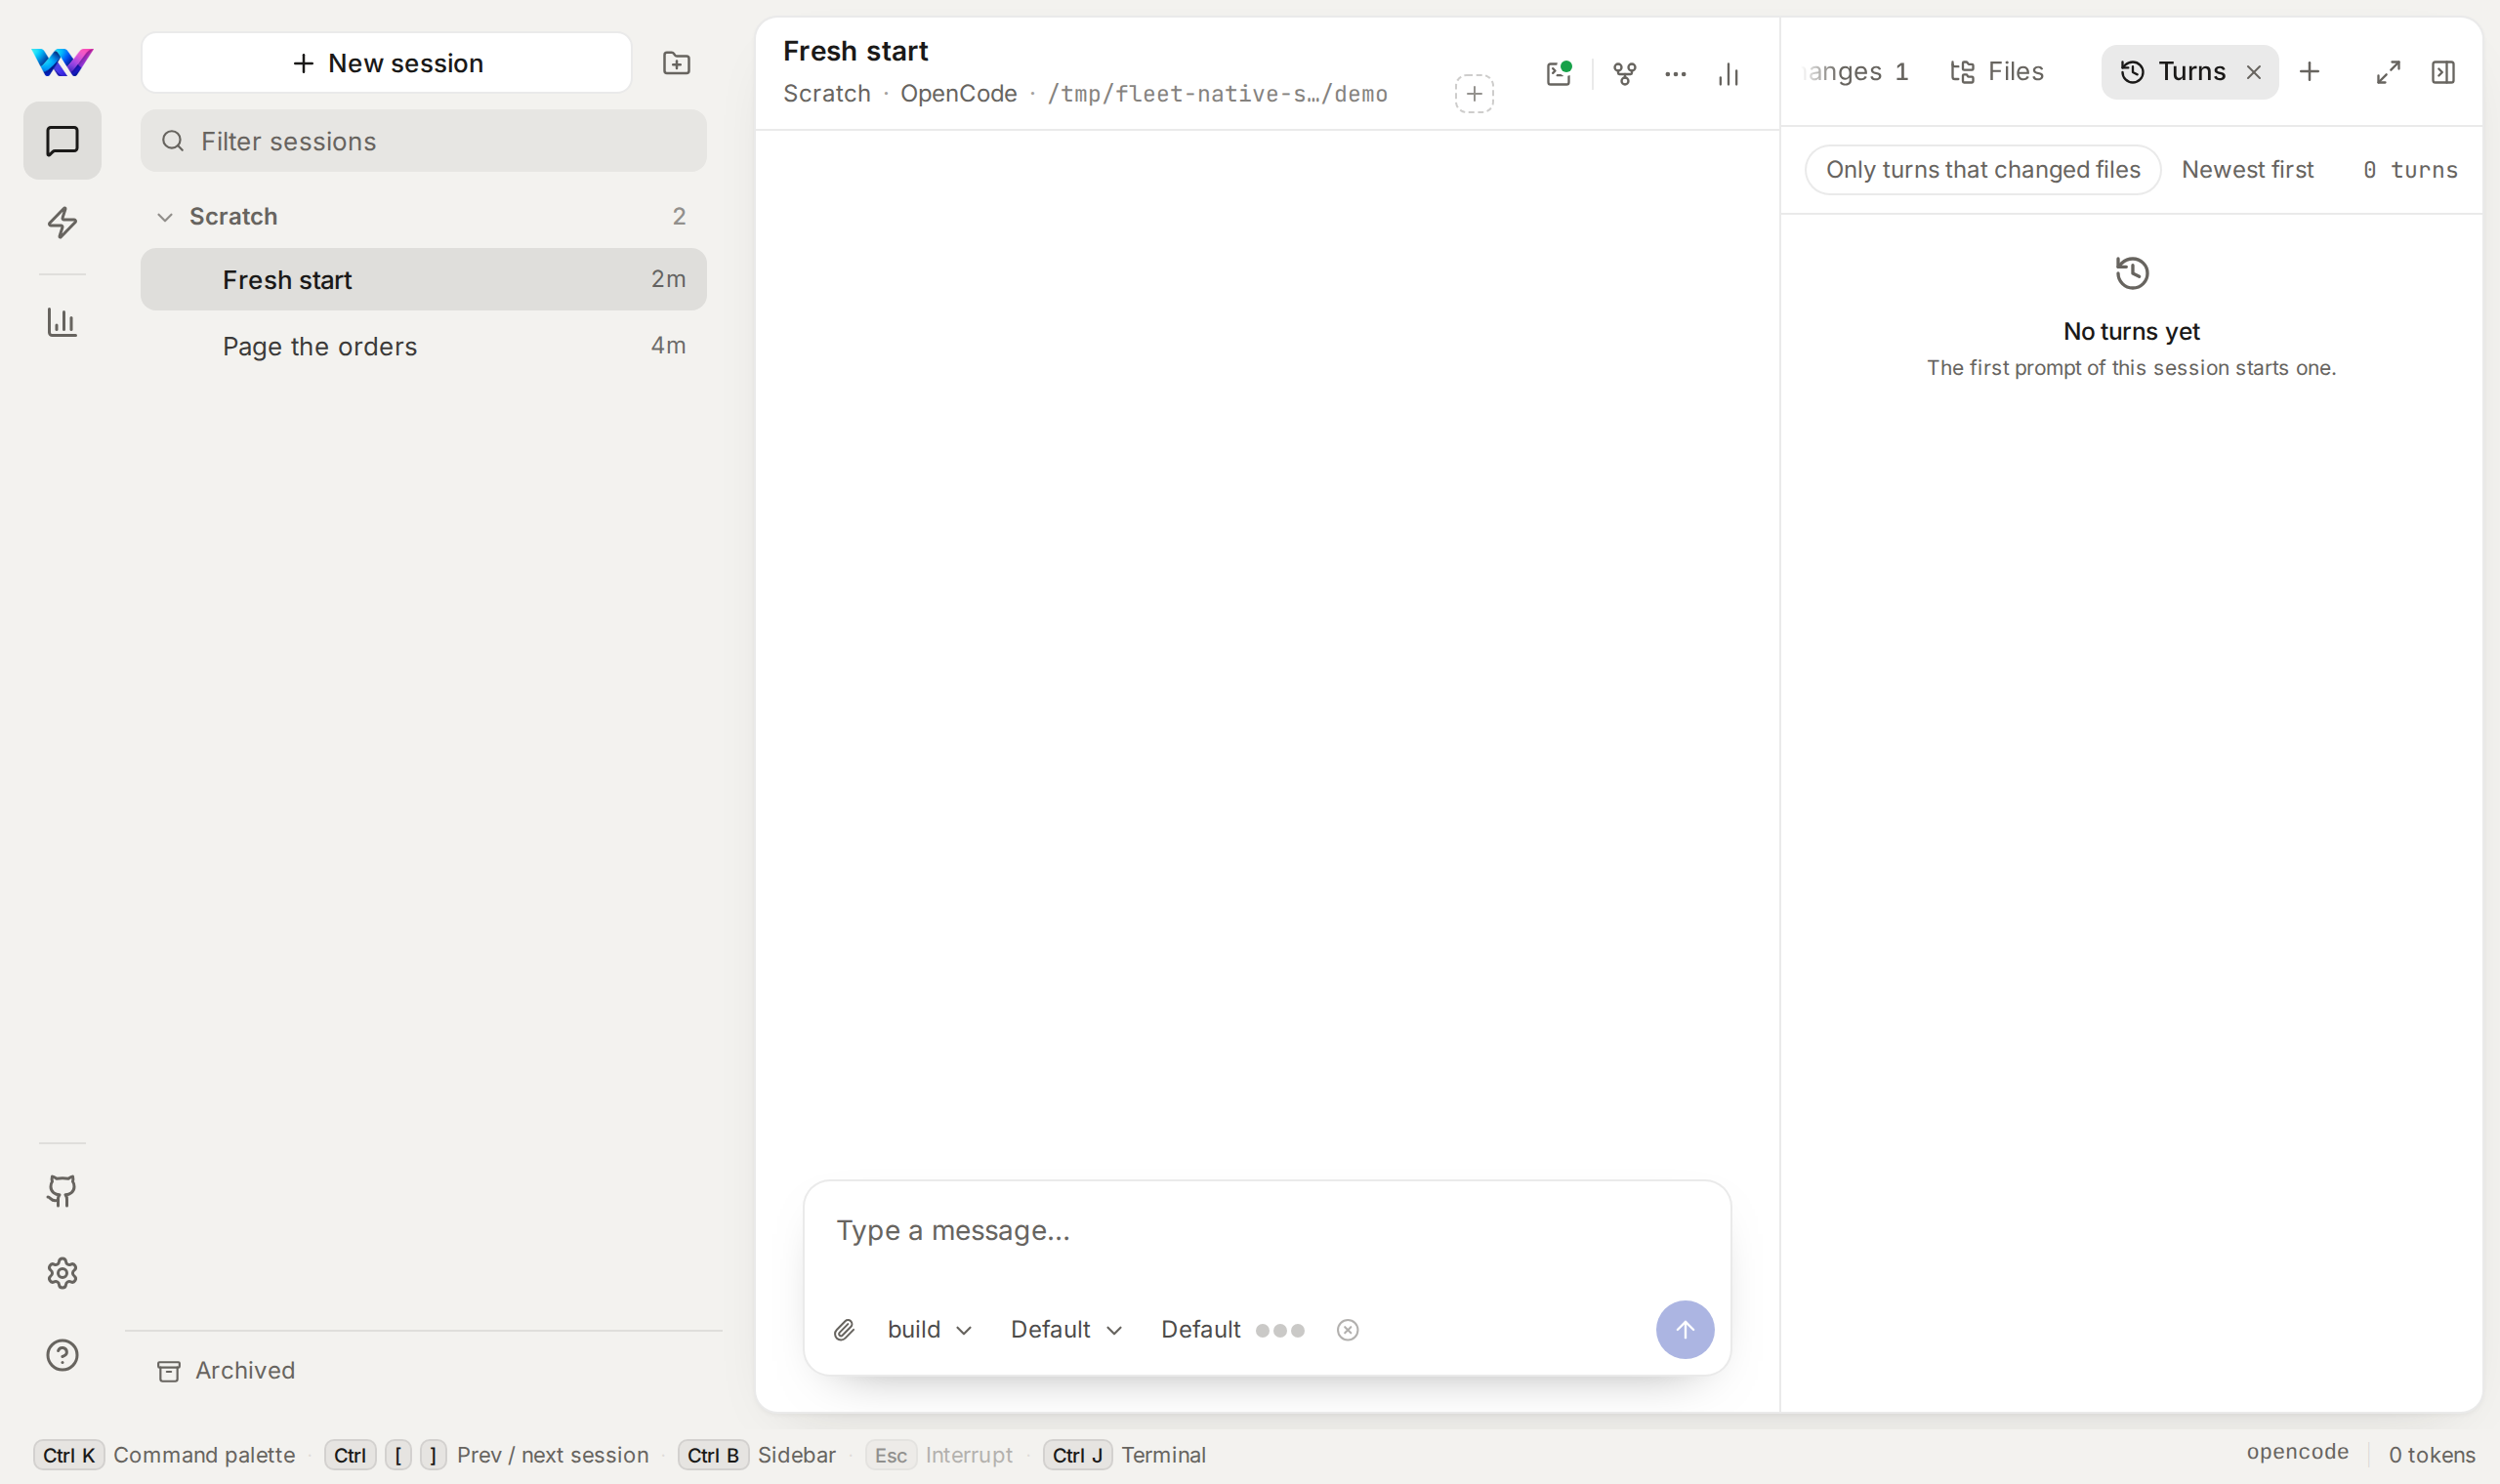 New session
Filter sessions
Scratch 2
Fresh start 2m
Page the orders 4m
Archived
Fresh start
Scratch · OpenCode · /tmp/fleet-native-s…/demo
anges 1 Files Turns
Only turns that changed files Newest first 0 turns
No turns yet
The first prompt of this session starts one.
Type a message...
build Default Default
Ctrl K Command palette · Ctrl [ ] Prev / next session · Ctrl B Sidebar · Esc Interrupt · Ctrl J Terminal
opencode 0 tokens